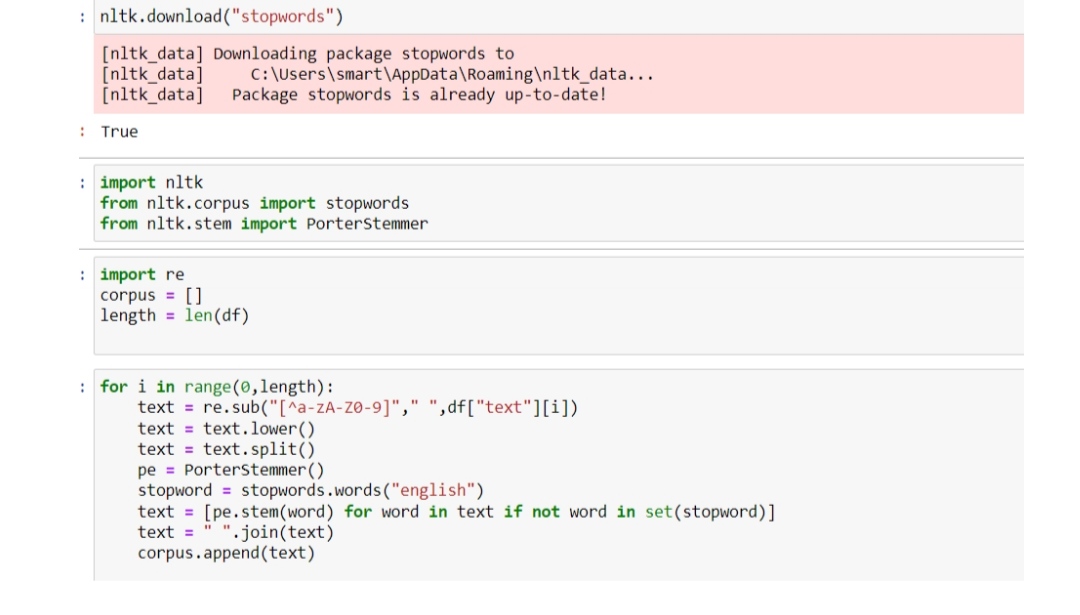 : nltk.download("stopwords")
[nltk_data] Downloading package stopwords to
[nltk_data]     C:\Users\smart\AppData\Roaming\nltk_data...
[nltk_data]   Package stopwords is already up-to-date!
: True
: import nltk
from nltk.corpus import stopwords
from nltk.stem import PorterStemmer
: import re
corpus = []
length = len(df)
: for i in range(0,length):
    text = re.sub("[^a-zA-Z0-9]"," ",df["text"][i])
    text = text.lower()
    text = text.split()
    pe = PorterStemmer()
    stopword = stopwords.words("english")
    text = [pe.stem(word) for word in text if not word in set(stopword)]
    text = " ".join(text)
    corpus.append(text)